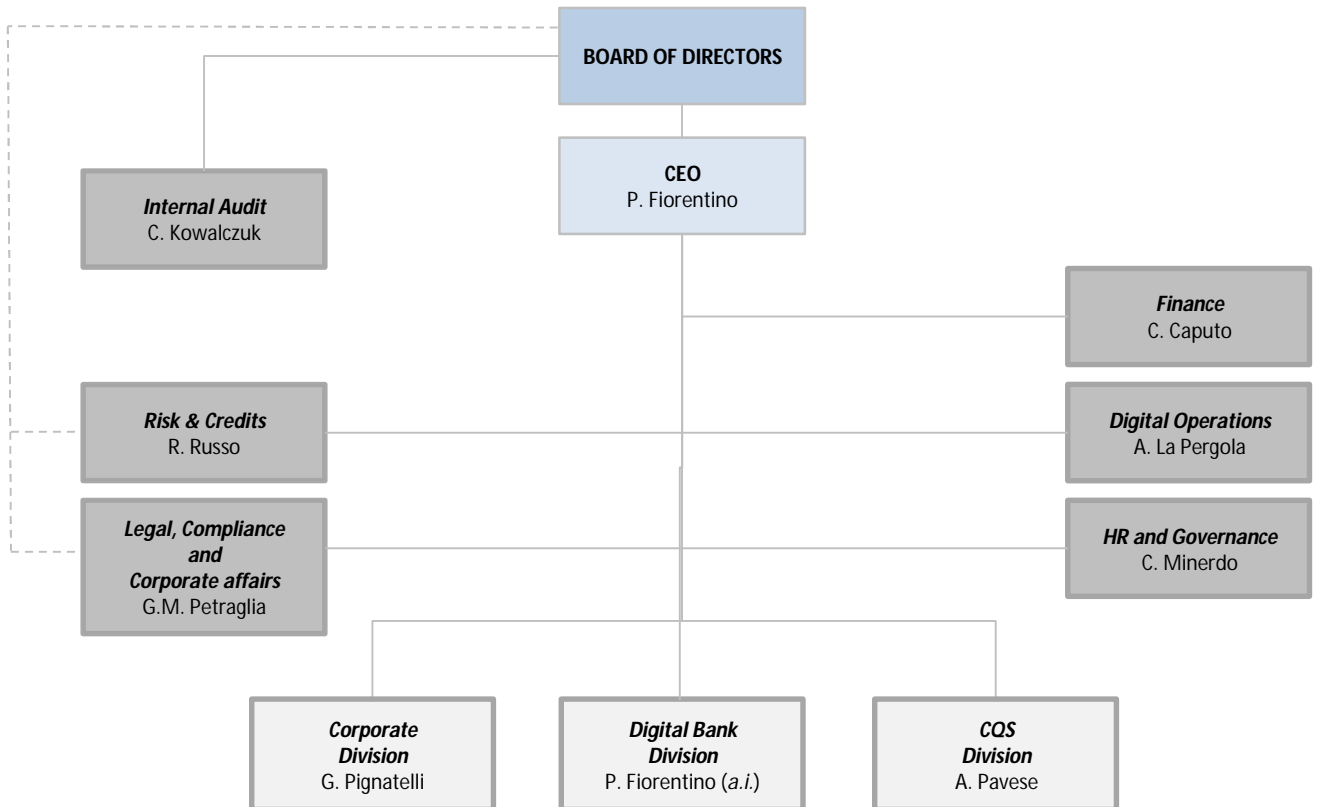 BOARD OF DIRECTORS
CEO
P. Fiorentino
Internal Audit
C. Kowalczuk
Finance
C. Caputo
Risk & Credits
R. Russo
Digital Operations
A. La Pergola
Legal, Compliance
and
Corporate affairs
G.M. Petraglia
HR and Governance
C. Minerdo
Corporate
Division
G. Pignatelli
Digital Bank
Division
P. Fiorentino (a.i.)
CQS
Division
A. Pavese